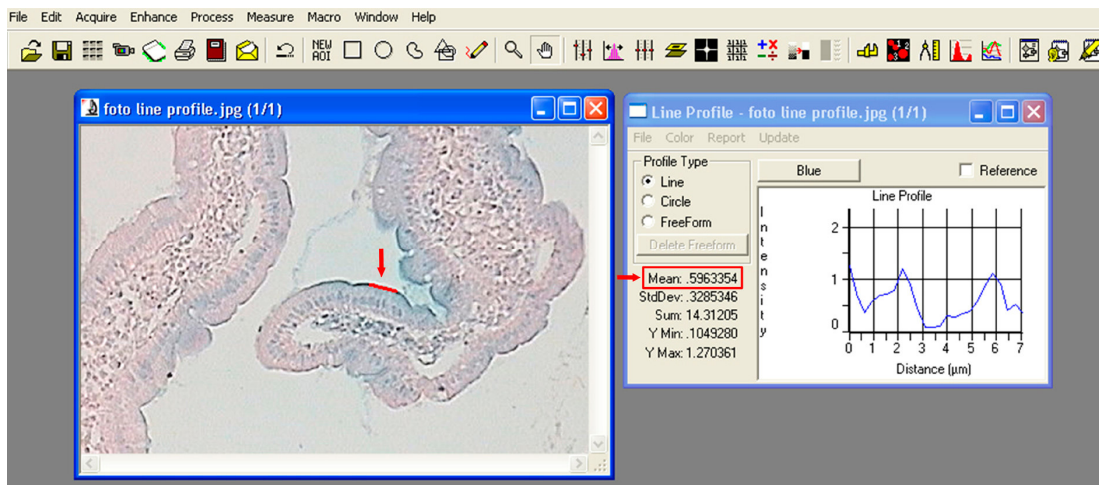 File Edit Acquire Enhance Process Measure Macro Window Help
NEW
AOI
foto line profile.jpg (1/1)
Line Profile - foto line profile.jpg (1/1)
File Color Report Update
Profile Type
Line
Circle
FreeForm
Delete Freeform
Mean: .5963354
StdDev: .3285346
Sum: 14.31205
Y Min: .1049280
Y Max: 1.270361
Blue
Reference
Line Profile
Intensity
2
1
0
0 1 2 3 4 5 6 7
Distance (µm)